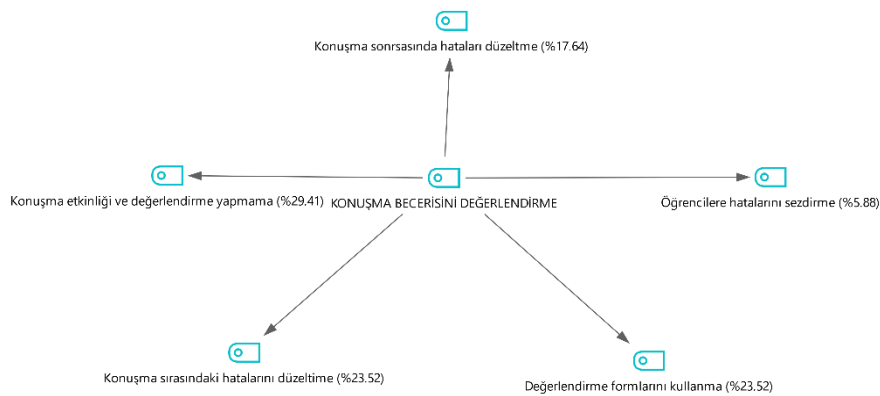 Konuşma sonrsasında hataları düzeltme (%17.64)
Konuşma etkinliği ve değerlendirme yapmama (%29.41)
KONUŞMA BECERİSİNİ DEĞERLENDİRME
Öğrencilere hatalarını sezdirme (%5.88)
Konuşma sırasındaki hatalarını düzeltime (%23.52)
Değerlendirme formlarını kullanma (%23.52)